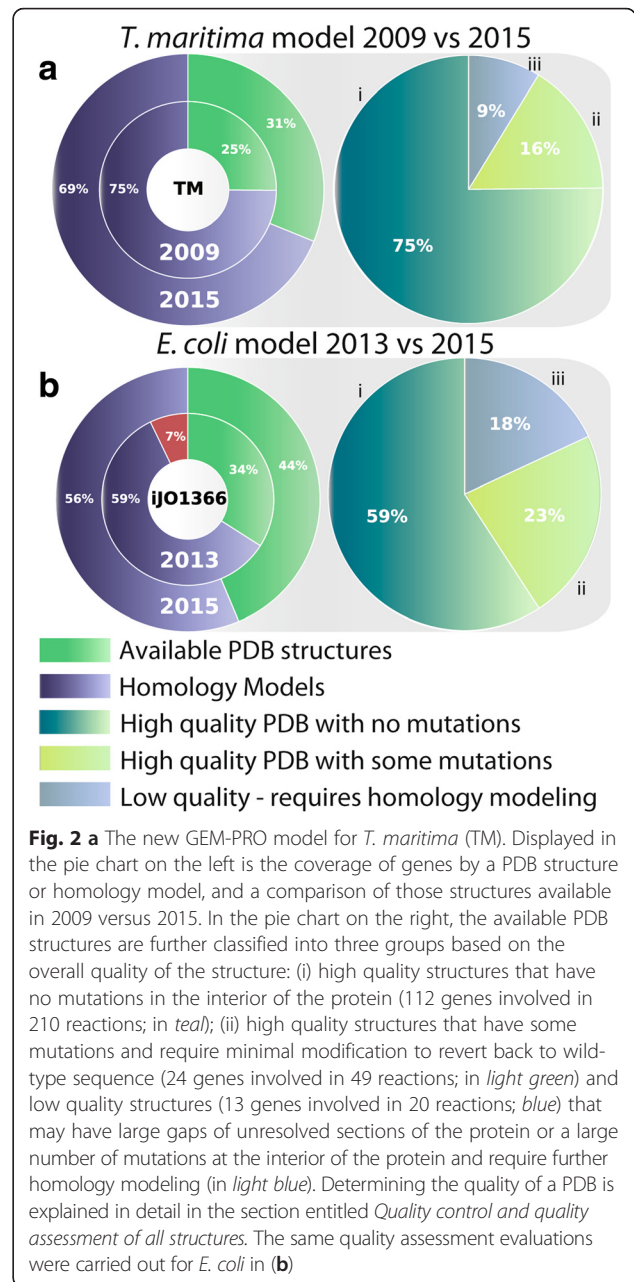 T. maritima model 2009 vs 2015
a
i
ii
iii
69%
75%
TM
25%
31%
2009
2015
75%
16%
9%
E. coli model 2013 vs 2015
b
i
ii
iii
56%
59%
7%
iJO1366
34%
44%
2013
2015
59%
23%
18%
Available PDB structures
Homology Models
High quality PDB with no mutations
High quality PDB with some mutations
Low quality - requires homology modeling
Fig. 2 a The new GEM-PRO model for T. maritima (TM). Displayed in
the pie chart on the left is the coverage of genes by a PDB structure
or homology model, and a comparison of those structures available
in 2009 versus 2015. In the pie chart on the right, the available PDB
structures are further classified into three groups based on the
overall quality of the structure: (i) high quality structures that have
no mutations in the interior of the protein (112 genes involved in
210 reactions; in teal); (ii) high quality structures that have some
mutations and require minimal modification to revert back to wild-
type sequence (24 genes involved in 49 reactions; in light green) and
low quality structures (13 genes involved in 20 reactions; blue) that
may have large gaps of unresolved sections of the protein or a large
number of mutations at the interior of the protein and require further
homology modeling (in light blue). Determining the quality of a PDB is
explained in detail in the section entitled Quality control and quality
assessment of all structures. The same quality assessment evaluations
were carried out for E. coli in (b)